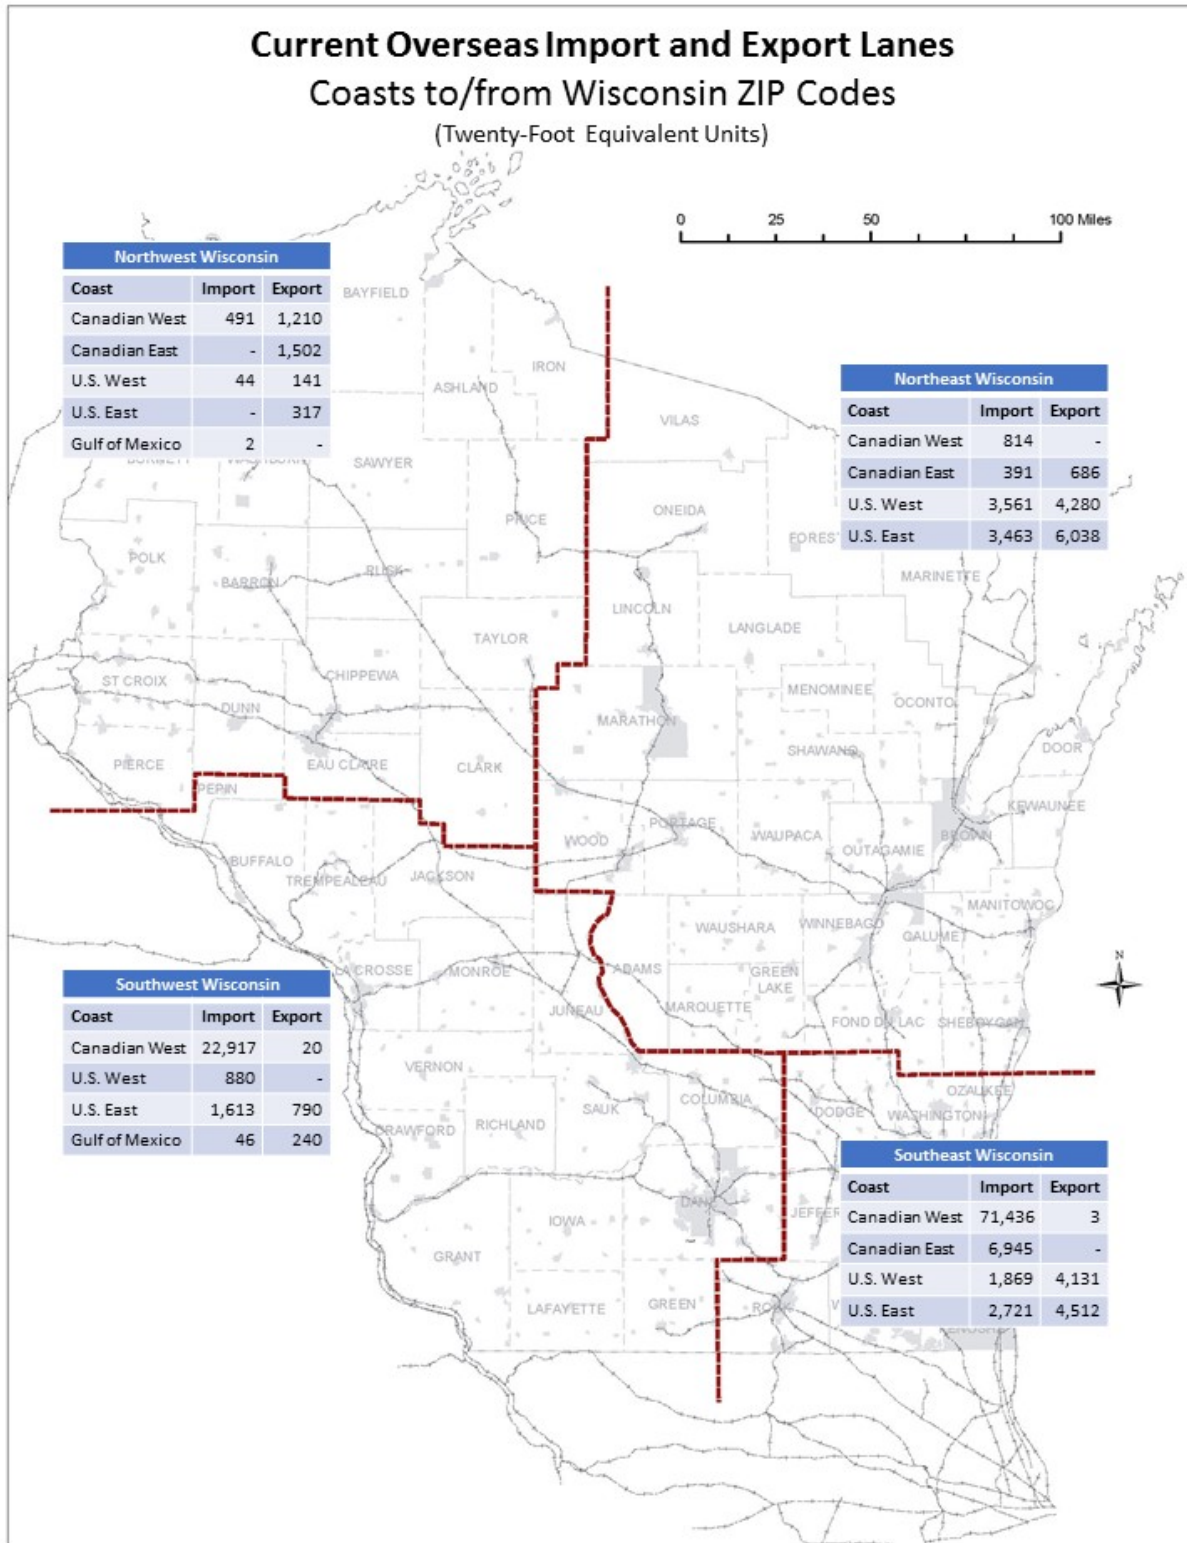 Current Overseas Import and Export Lanes
Coasts to/from Wisconsin ZIP Codes
(Twenty-Foot Equivalent Units)
0 25 50 100 Miles
Northwest Wisconsin
Coast Import Export
Canadian West 491 1,210
Canadian East - 1,502
U.S. West 44 141
U.S. East - 317
Gulf of Mexico 2 -
Northeast Wisconsin
Coast Import Export
Canadian West 814 -
Canadian East 391 686
U.S. West 3,561 4,280
U.S. East 3,463 6,038
BAYFIELD
IRON
ASHLAND
VILAS
SAWYER
PRICE
ONEIDA
FOREST
POLK
BARRON
RUSK
MARINETTE
LINCOLN
TAYLOR
LANGLADE
ST CROIX
CHIPPEWA
MENOMINEE
OCONTO
DUNN
MARATHON
SHAWANO
DOOR
PIERCE
EAU CLAIRE
CLARK
PEPIN
KEWAUNEE
WOOD
PORTAGE
WAUPACA
BROWN
OUTAGAMIE
BUFFALO
TREMPEALEAU
JACKSON
MANITOWOC
WAUSHARA
WINNEBAGO
CALUMET
N
LA CROSSE
MONROE
ADAMS
GREEN
LAKE
JUNEAU
MARQUETTE
FOND DU LAC
SHEBOYGAN
Southwest Wisconsin
Coast Import Export
Canadian West 22,917 20
U.S. West 880 -
U.S. East 1,613 790
Gulf of Mexico 46 240
VERNON
OZAUKEE
COLUMBIA
SAUK
DODGE
WASHINGTON
CRAWFORD
RICHLAND
Southeast Wisconsin
Coast Import Export
Canadian West 71,436 3
Canadian East 6,945 -
U.S. West 1,869 4,131
U.S. East 2,721 4,512
DANE
JEFFER
IOWA
GRANT
LAFAYETTE
GREEN
ROCK